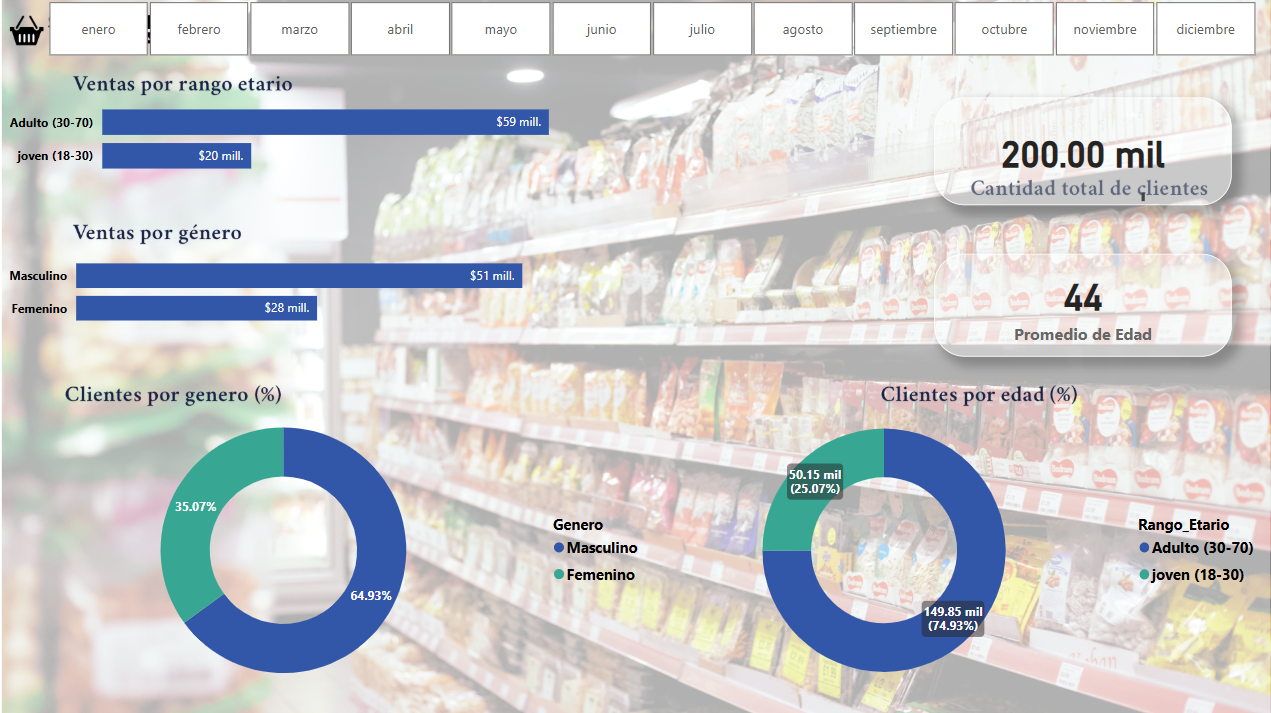 enero
febrero
marzo
abril
mayo
junio
julio
agosto
septiembre
octubre
noviembre
diciembre
Ventas por rango etario
Adulto (30-70)
$59 mill.
joven (18-30)
$20 mill.
200.00 mil
Cantidad total de clientes
Ventas por género
Masculino
$51 mill.
Femenino
$28 mill.
44
Promedio de Edad
Clientes por genero (%)
35.07%
64.93%
Genero
Masculino
Femenino
Clientes por edad (%)
50.15 mil
(25.07%)
149.85 mil
(74.93%)
Rango_Etario
Adulto (30-70)
joven (18-30)